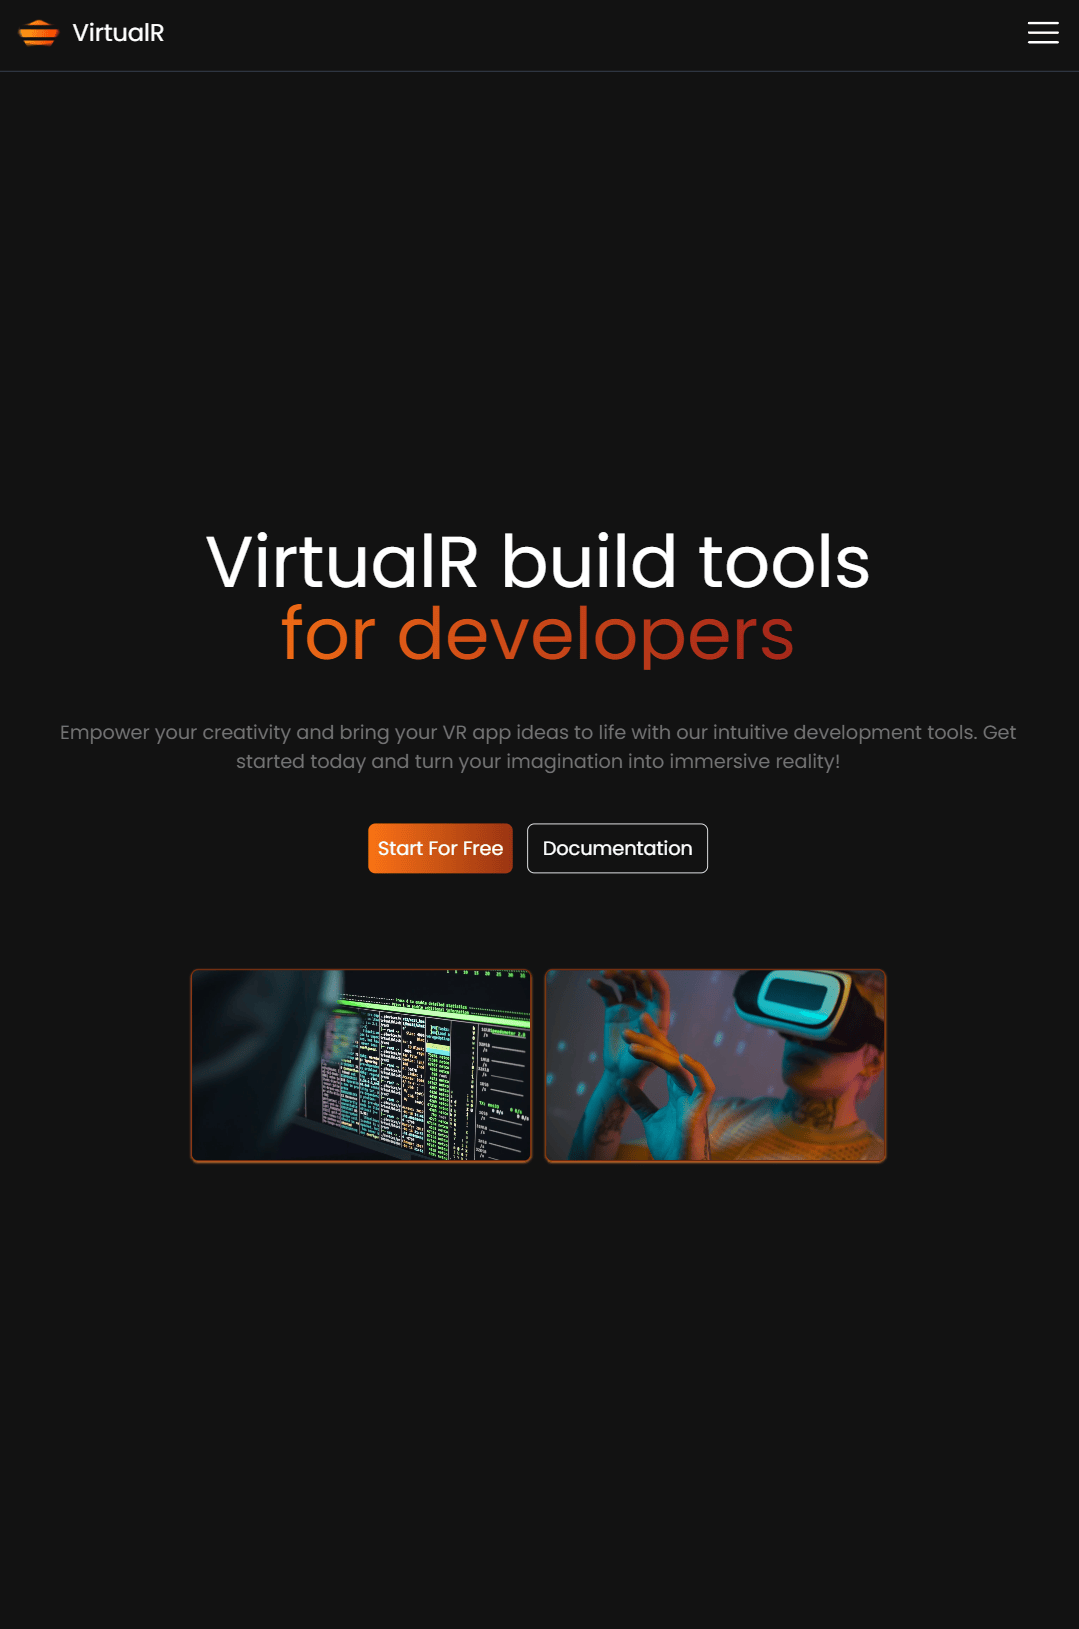 VirtualR
VirtualR build tools
for developers
Empower your creativity and bring your VR app ideas to life with our intuitive development tools. Get
started today and turn your imagination into immersive reality!
Start For Free
Documentation